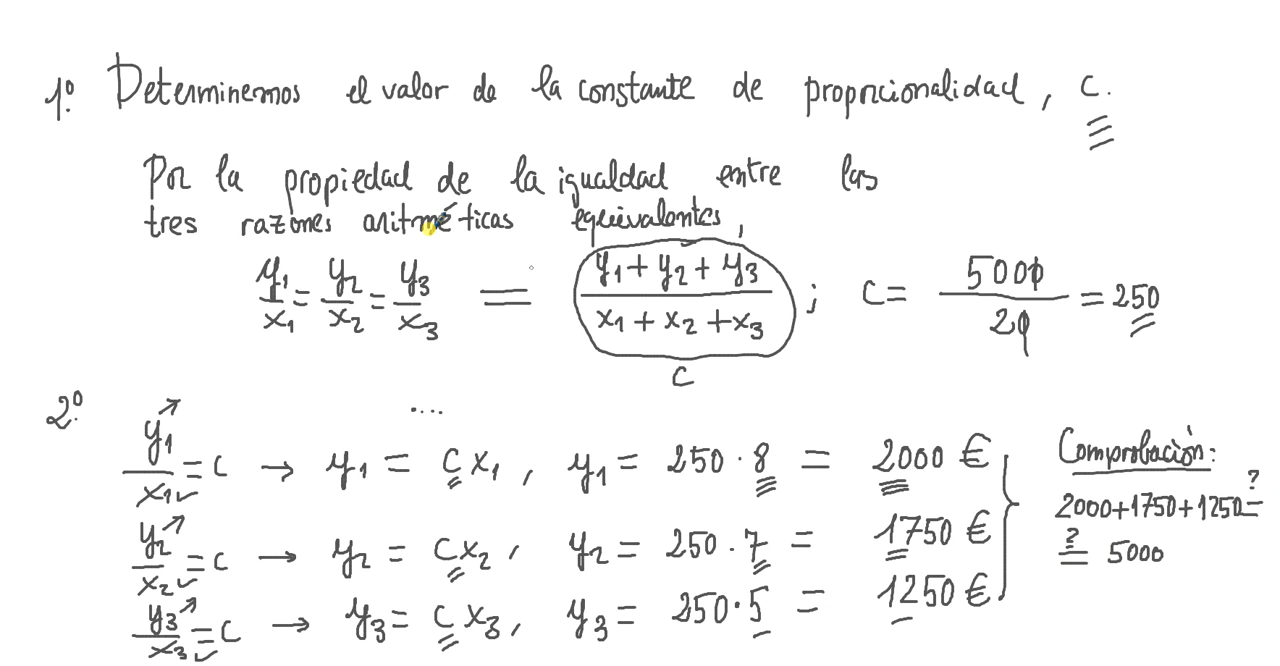 1º. Determinemos el valor de la constante de proporcionalidad, c.
Por la propiedad de la igualdad entre las
tres razones aritméticas equivalentes,
y₁/x₁ = y₂/x₂ = y₃/x₃ = (y₁ + y₂ + y₃)/(x₁ + x₂ + x₃) ; c = 5000/20 = 250
c
2º. ....
y₁/x₁ = c → y₁ = c x₁, y₁ = 250 · 8 = 2000 €
y₂/x₂ = c → y₂ = c x₂, y₂ = 250 · 7 = 1750 €
y₃/x₃ = c → y₃ = c x₃, y₃ = 250 · 5 = 1250 €
Comprobación:
2000+1750+1250 =?
=? 5000